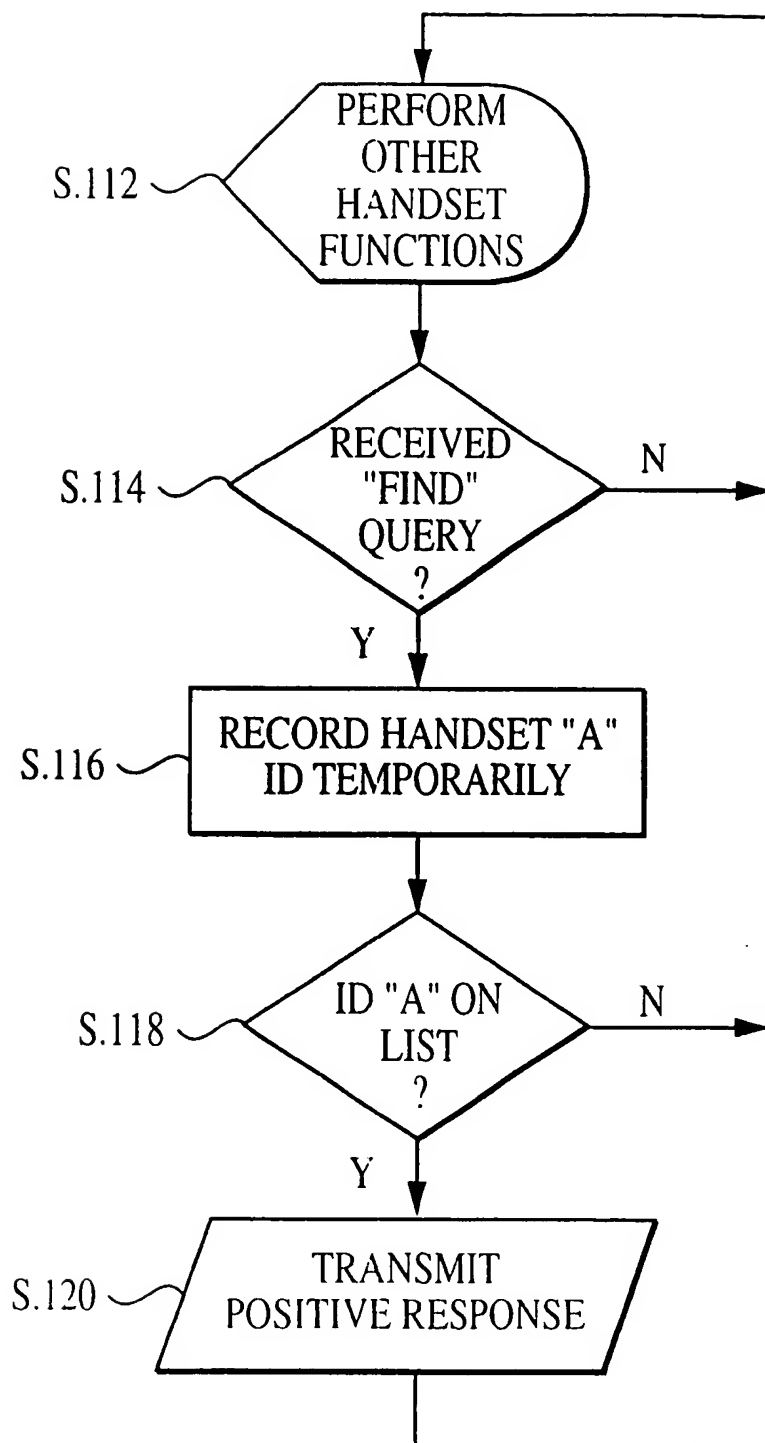 PERFORM
OTHER
HANDSET
FUNCTIONS
S.112
RECEIVED
"FIND"
QUERY
?
S.114
N
Y
RECORD HANDSET "A"
ID TEMPORARILY
S.116
ID "A" ON
LIST
?
S.118
N
Y
TRANSMIT
POSITIVE RESPONSE
S.120